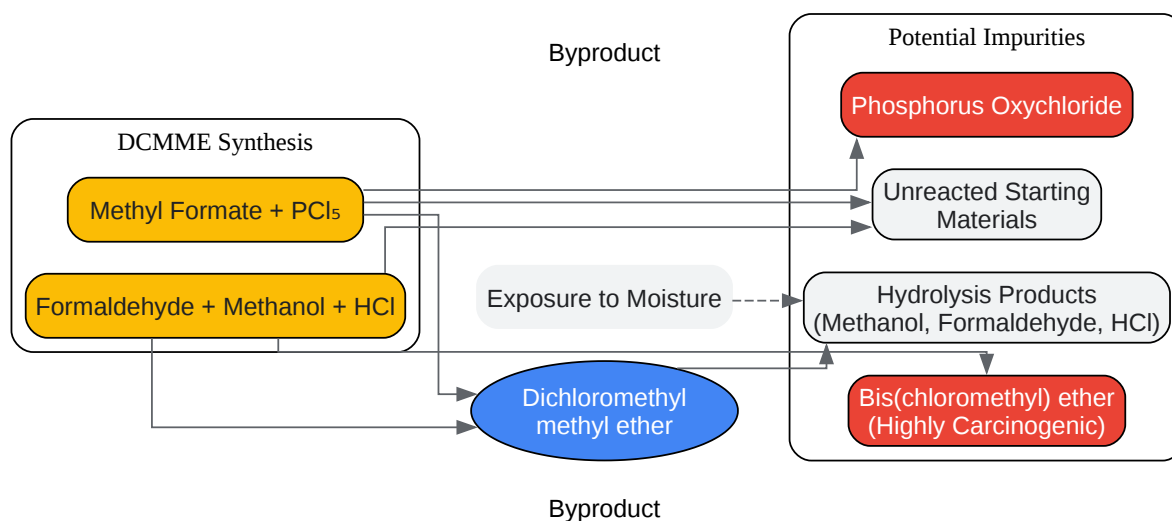 Byproduct
Potential Impurities
Phosphorus Oxychloride
DCMME Synthesis
Methyl Formate + PCl₅
Unreacted Starting
Materials
Formaldehyde + Methanol + HCl
Exposure to Moisture
Hydrolysis Products
(Methanol, Formaldehyde, HCl)
Dichloromethyl
methyl ether
Bis(chloromethyl) ether
(Highly Carcinogenic)
Byproduct